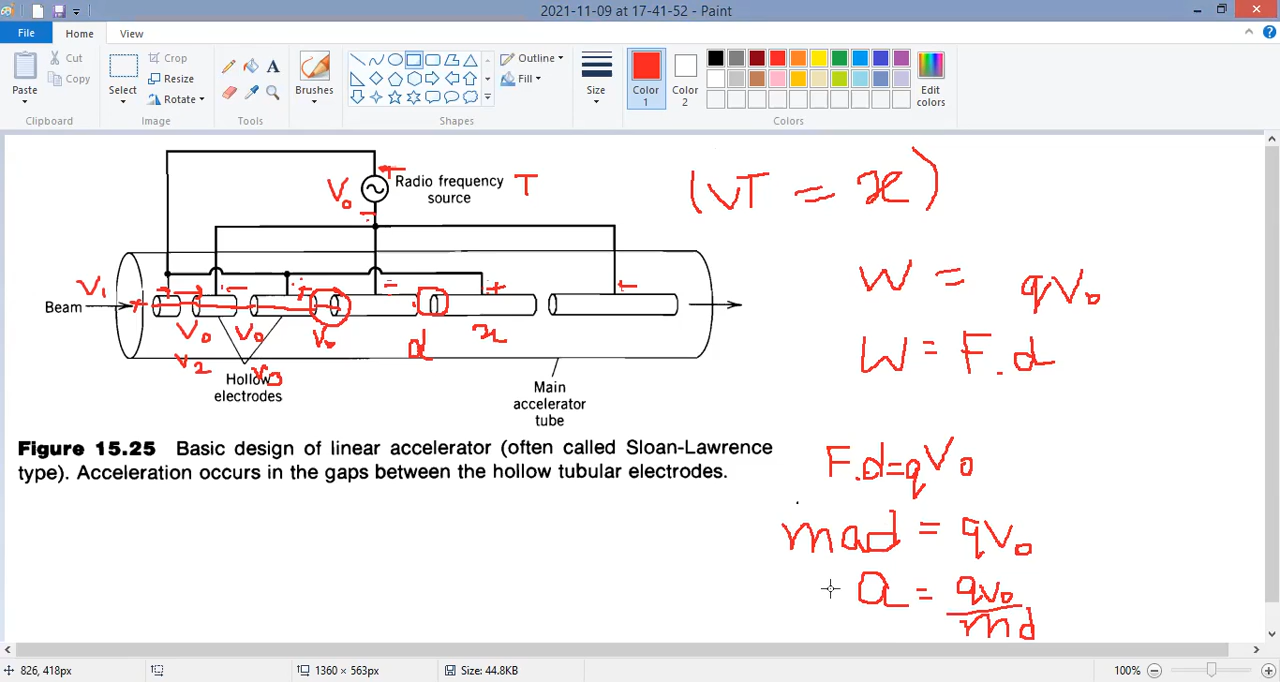 2021-11-09 at 17-41-52 - Paint
File Home View
Paste Cut Copy
Clipboard
Select Crop Resize Rotate
Image
A
Tools
Brushes
Shapes
Outline Fill
Size
Color 1 Color 2
Edit colors
Colors
V₀
Radio frequency
source
T
(VT = x)
V₁
Beam
+ - + - + -
V₀ V₀ V₀ d x
V₂ V₃
Hollow
electrodes
Main
accelerator
tube
W = qV₀
W = F.d
Figure 15.25 Basic design of linear accelerator (often called Sloan-Lawrence
type). Acceleration occurs in the gaps between the hollow tubular electrodes.
F.d=qV₀
mad = qV₀
a = qV₀/md
826, 418px 1360 × 563px Size: 44.8KB 100%